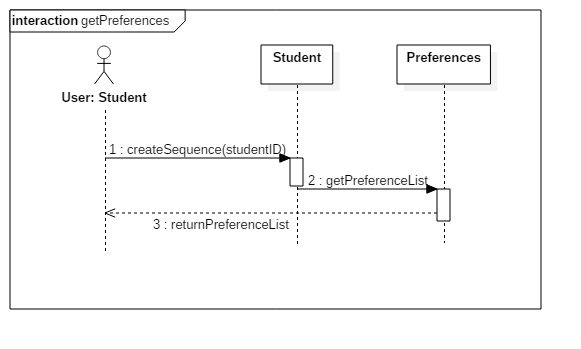 interaction getPreferences
Student
Preferences
User: Student
1 : createSequence(studentID)
2 : getPreferenceList
3 : returnPreferenceList